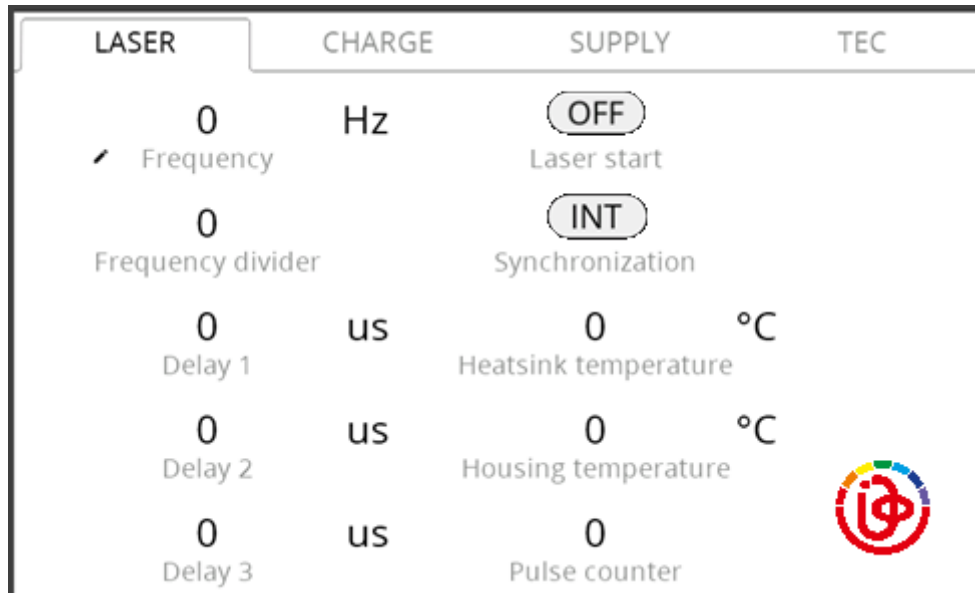 LASER CHARGE SUPPLY TEC
0 Hz OFF
Frequency Laser start
0 INT
Frequency divider Synchronization
0 us 0 °C
Delay 1 Heatsink temperature
0 us 0 °C
Delay 2 Housing temperature
0 us 0
Delay 3 Pulse counter